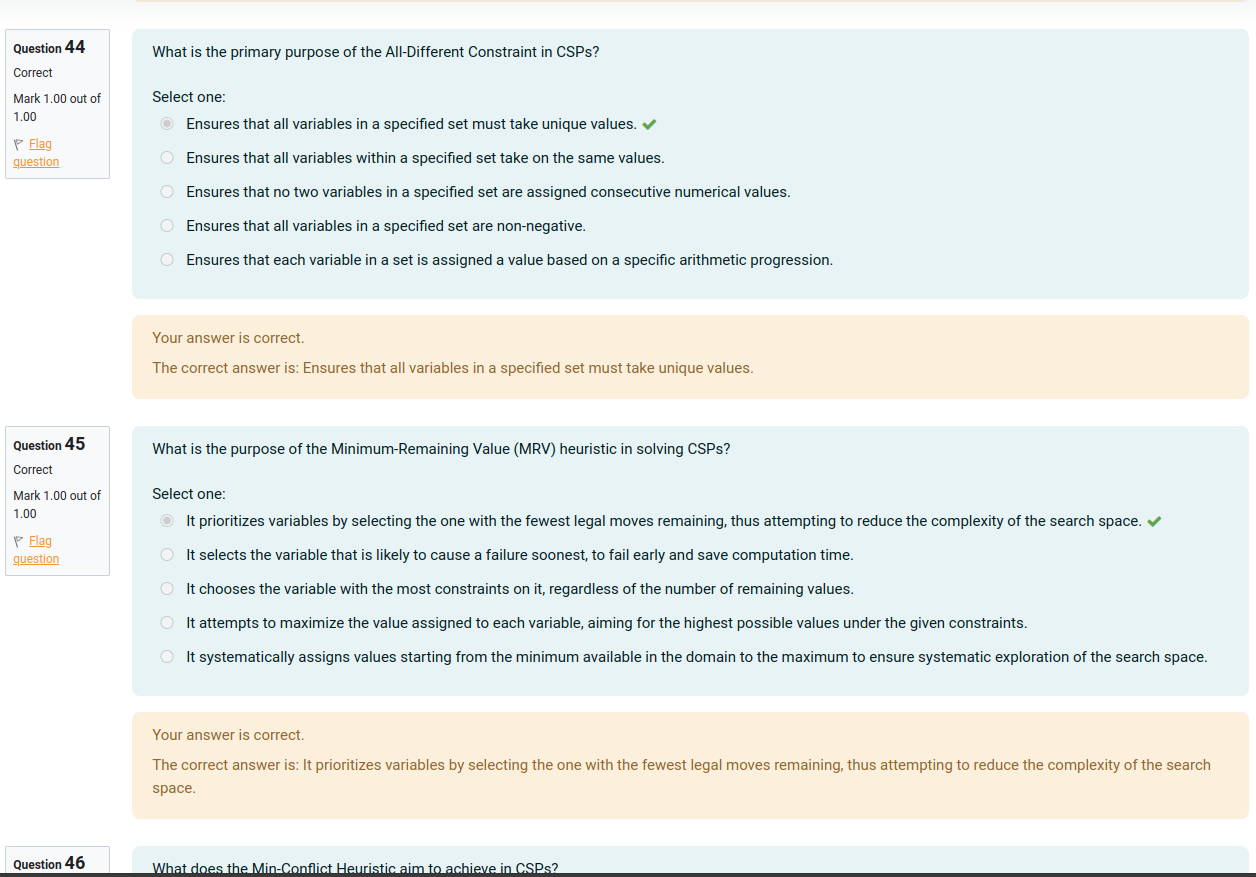 Question 44
Correct
Mark 1.00 out of
1.00
Flag
question
What is the primary purpose of the All-Different Constraint in CSPs?
Select one:
Ensures that all variables in a specified set must take unique values.
Ensures that all variables within a specified set take on the same values.
Ensures that no two variables in a specified set are assigned consecutive numerical values.
Ensures that all variables in a specified set are non-negative.
Ensures that each variable in a set is assigned a value based on a specific arithmetic progression.
Your answer is correct.
The correct answer is: Ensures that all variables in a specified set must take unique values.
Question 45
Correct
Mark 1.00 out of
1.00
Flag
question
What is the purpose of the Minimum-Remaining Value (MRV) heuristic in solving CSPs?
Select one:
It prioritizes variables by selecting the one with the fewest legal moves remaining, thus attempting to reduce the complexity of the search space.
It selects the variable that is likely to cause a failure soonest, to fail early and save computation time.
It chooses the variable with the most constraints on it, regardless of the number of remaining values.
It attempts to maximize the value assigned to each variable, aiming for the highest possible values under the given constraints.
It systematically assigns values starting from the minimum available in the domain to the maximum to ensure systematic exploration of the search space.
Your answer is correct.
The correct answer is: It prioritizes variables by selecting the one with the fewest legal moves remaining, thus attempting to reduce the complexity of the search
space.
Question 46
What does the Min-Conflict Heuristic aim to achieve in CSPs?